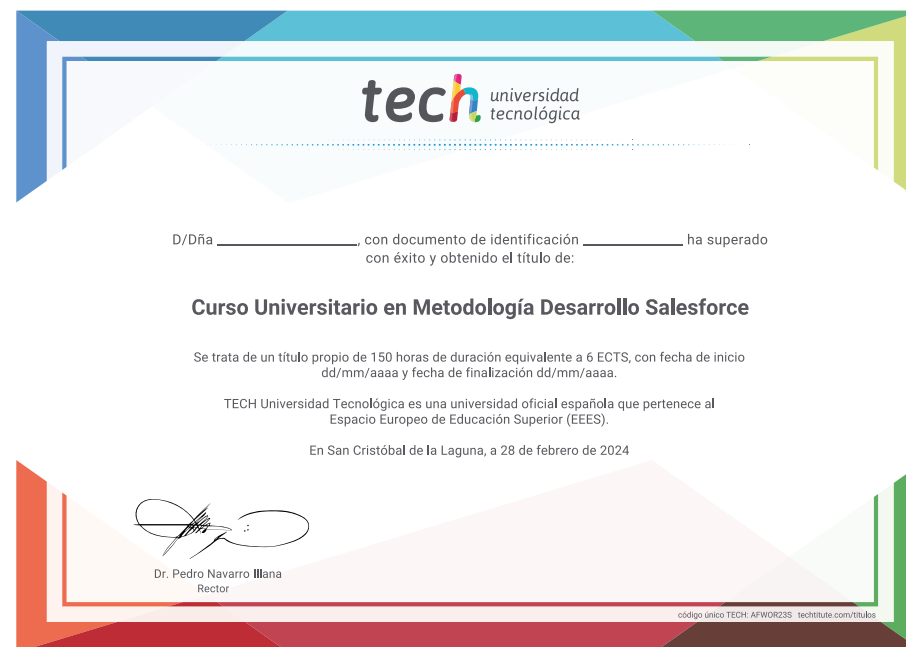 tech universidad
tecnológica
D/Dña ________________, con documento de identificación ____________ ha superado
con éxito y obtenido el título de:
Curso Universitario en Metodología Desarrollo Salesforce
Se trata de un título propio de 150 horas de duración equivalente a 6 ECTS, con fecha de inicio
dd/mm/aaaa y fecha de finalización dd/mm/aaaa.
TECH Universidad Tecnológica es una universidad oficial española que pertenece al
Espacio Europeo de Educación Superior (EEES).
En San Cristóbal de la Laguna, a 28 de febrero de 2024
Dr. Pedro Navarro Illana
Rector
código único TECH: AFWOR23S techtitute.com/titulos